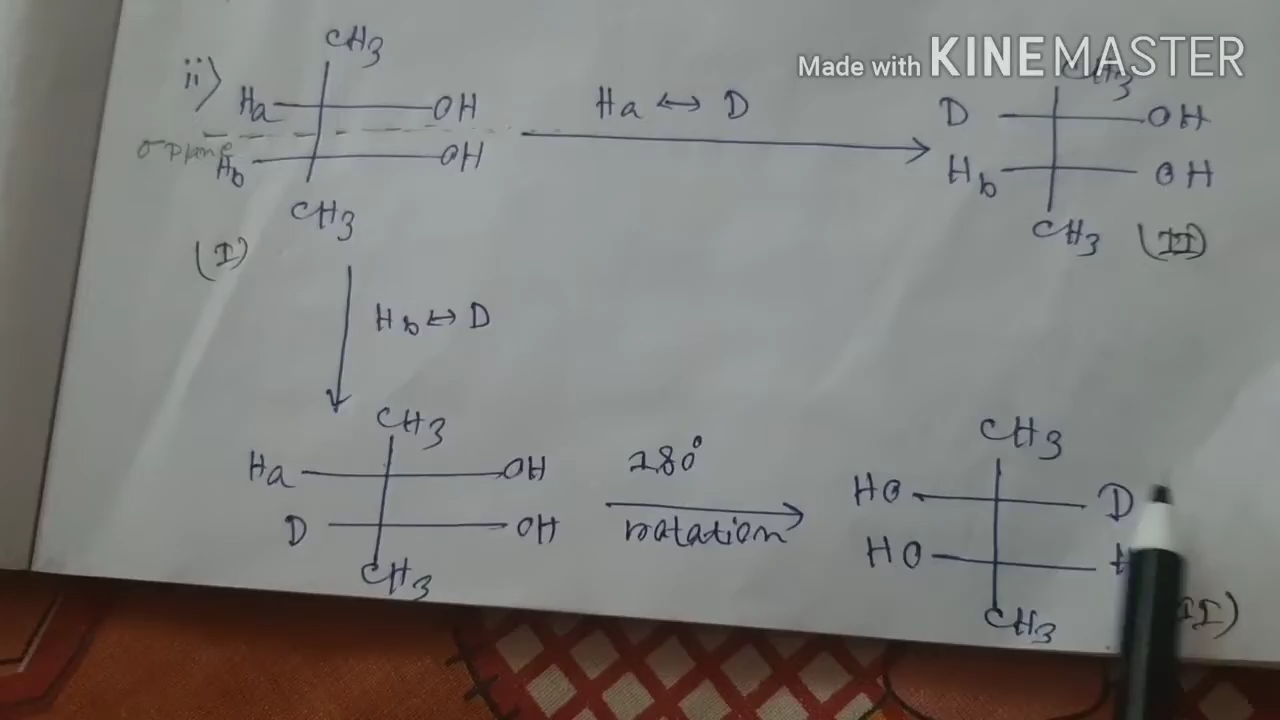 Made with KINEMASTER
ii)
CH3
Ha OH
σ-plane
Hb OH
CH3
(I)
Ha ↔ D
CH3
D OH
Hb OH
CH3 (II)
Hb ↔ D
CH3
Ha OH
D OH
CH3
180°
rotation
CH3
HO D
HO
CH3